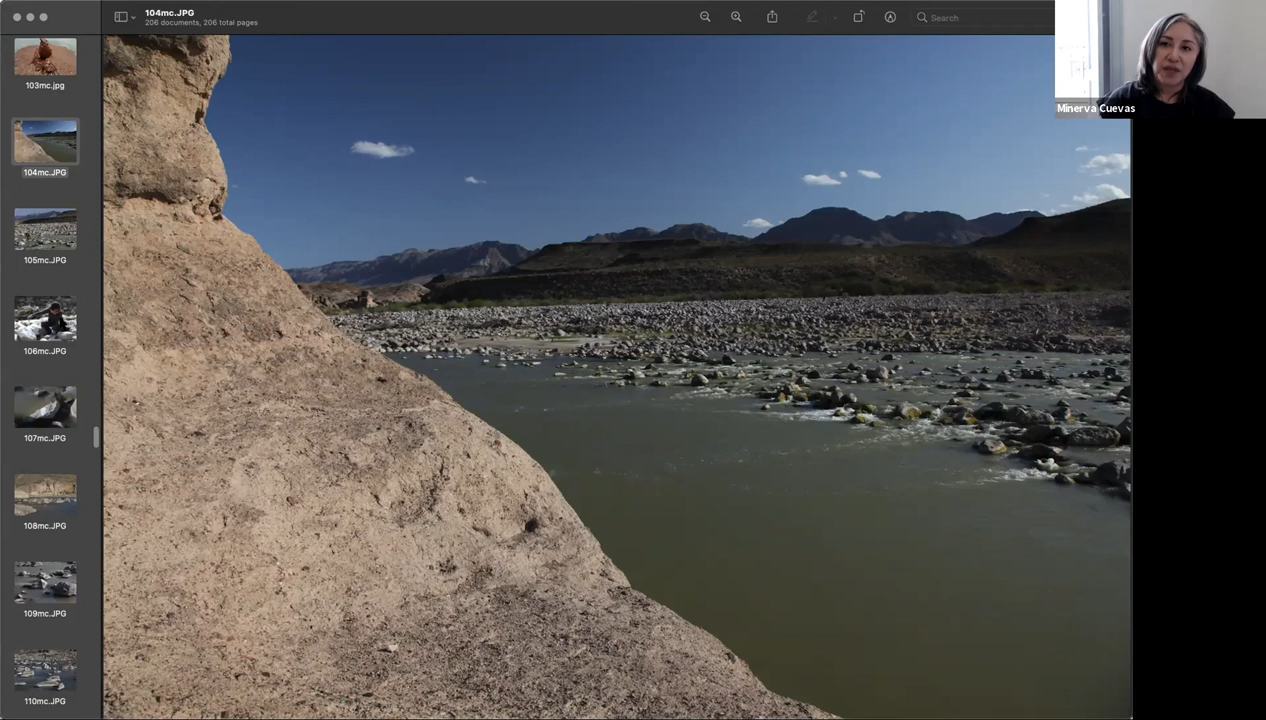 104mc.JPG
206 documents, 206 total pages
Search
Minerva Cuevas
103mc.jpg
104mc.JPG
105mc.JPG
106mc.JPG
107mc.JPG
108mc.JPG
109mc.JPG
110mc.JPG